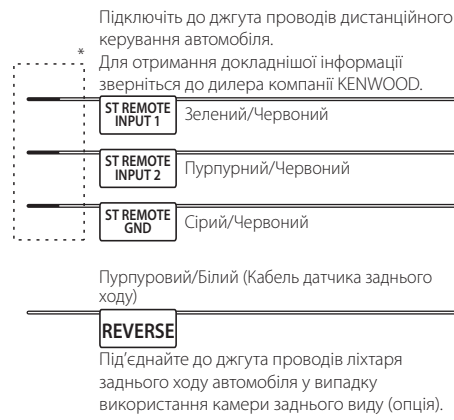 Підключіть до джгута проводів дистанційного
керування автомобіля.
*
Для отримання докладнішої інформації
зверніться до дилера компанії KENWOOD.
ST REMOTE
INPUT 1
Зелений/Червоний
ST REMOTE
INPUT 2
Пурпурний/Червоний
ST REMOTE
GND
Сірий/Червоний
Пурпуровий/Білий (Кабель датчика заднього
ходу)
REVERSE
Під’єднайте до джгута проводів ліхтаря
заднього ходу автомобіля у випадку
використання камери заднього виду (опція).